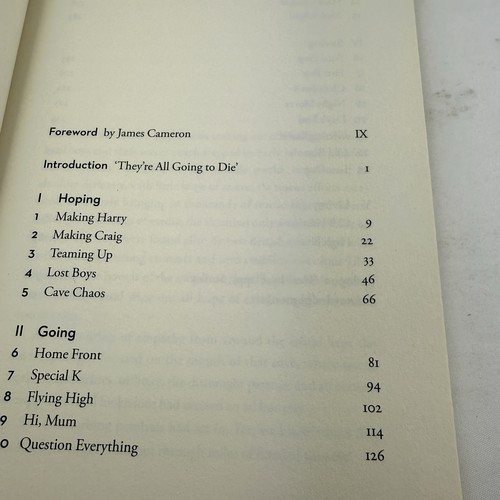 Foreword by James Cameron IX
Introduction 'They're All Going to Die' 1
I Hoping
1 Making Harry 9
2 Making Craig 22
3 Teaming Up 33
4 Lost Boys 46
5 Cave Chaos 66
II Going
6 Home Front 81
7 Special K 94
8 Flying High 102
9 Hi, Mum 114
0 Question Everything 126